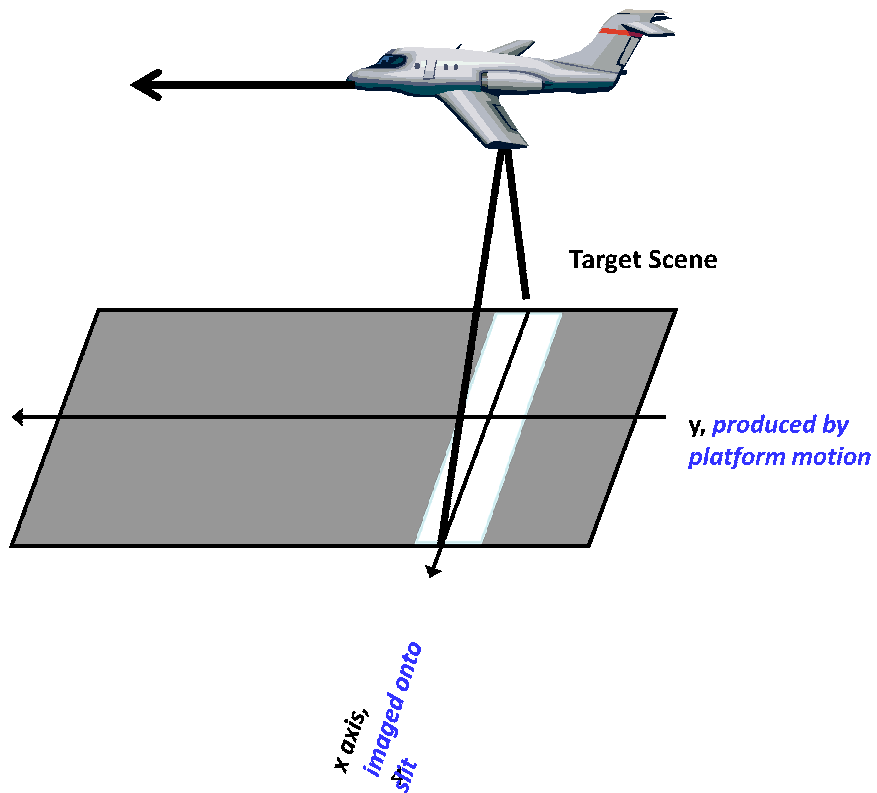 Target Scene
y, produced by
platform motion
x axis,
imaged onto
slit